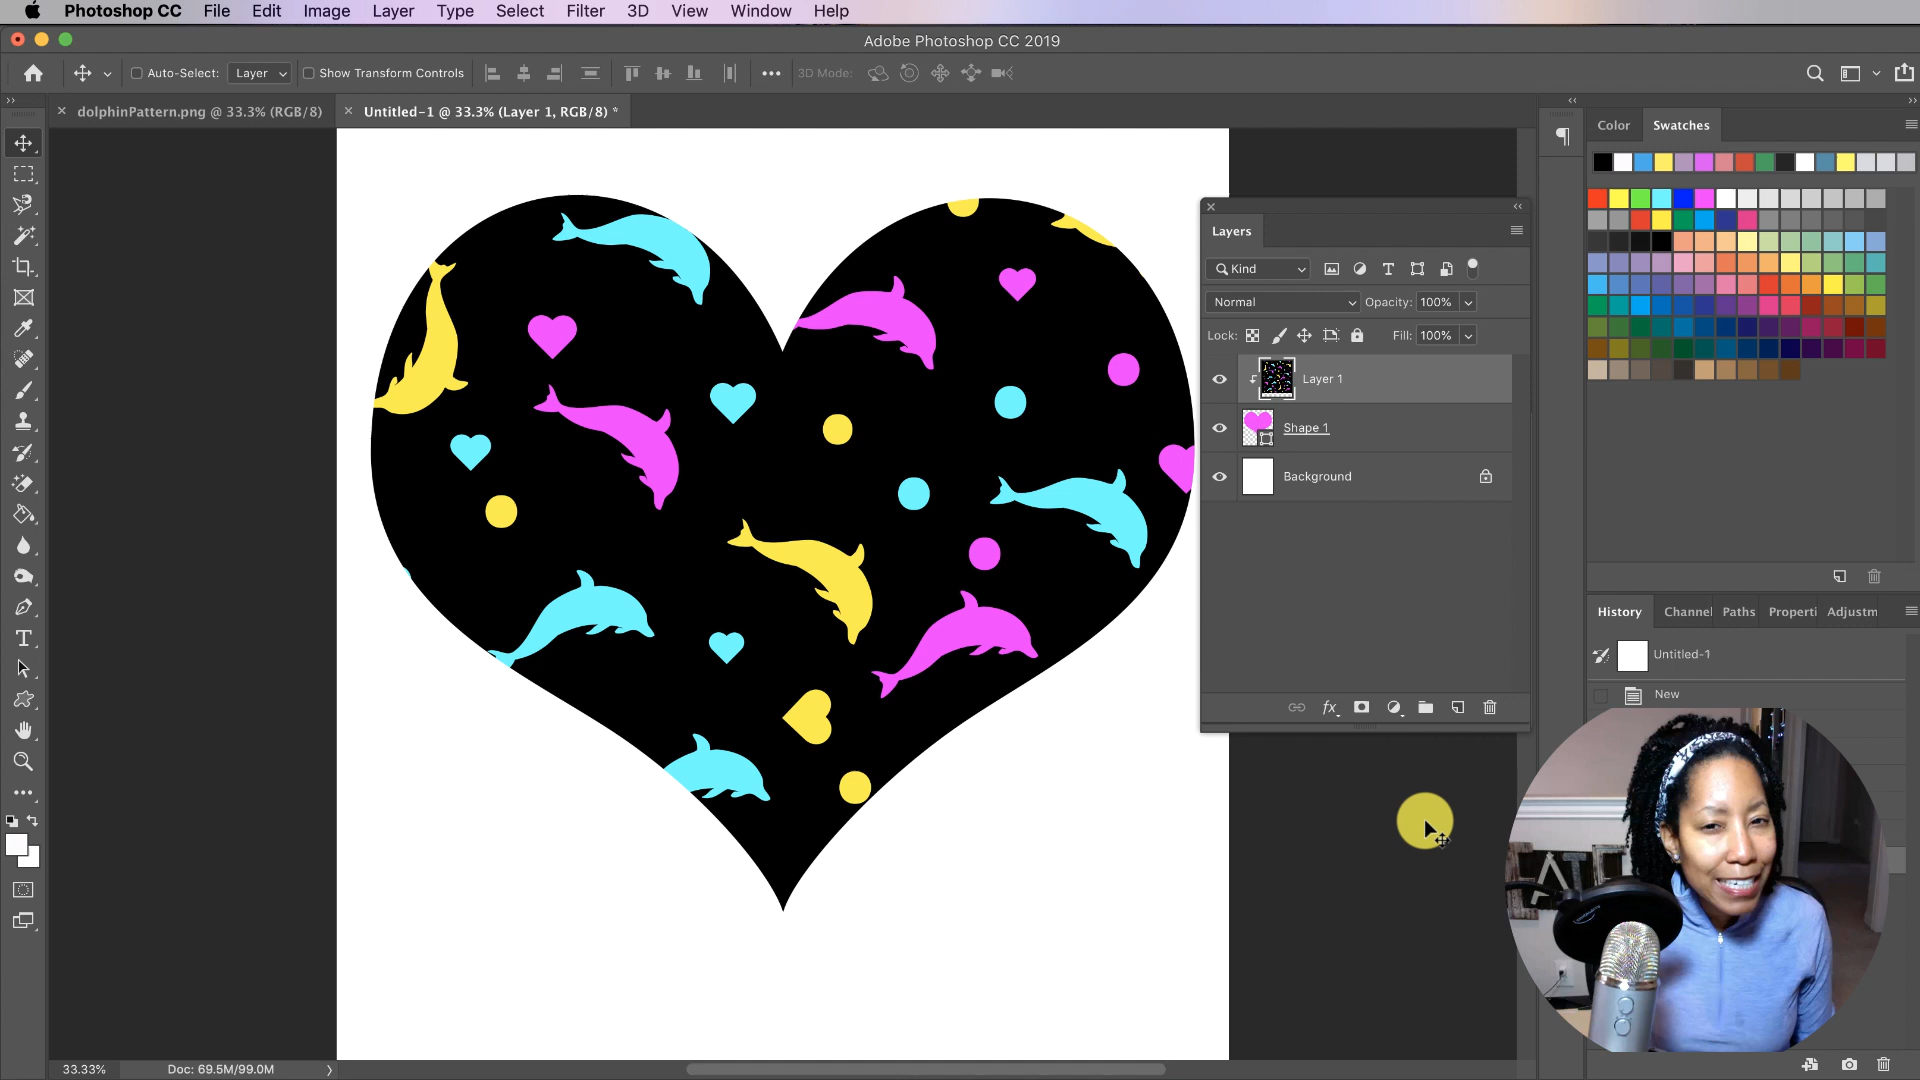 Photoshop CC File Edit Image Layer Type Select Filter 3D View Window Help
Adobe Photoshop CC 2019
Auto-Select: Layer Show Transform Controls 3D Mode:
dolphinPattern.png @ 33.3% (RGB/8) Untitled-1 @ 33.3% (Layer 1, RGB/8) *
Color Swatches
Layers
Kind
Normal Opacity: 100%
Lock: Fill: 100%
Layer 1
Shape 1
Background
History Channel Paths Properti Adjustm
Untitled-1
New
33.33% Doc: 69.5M/99.0M